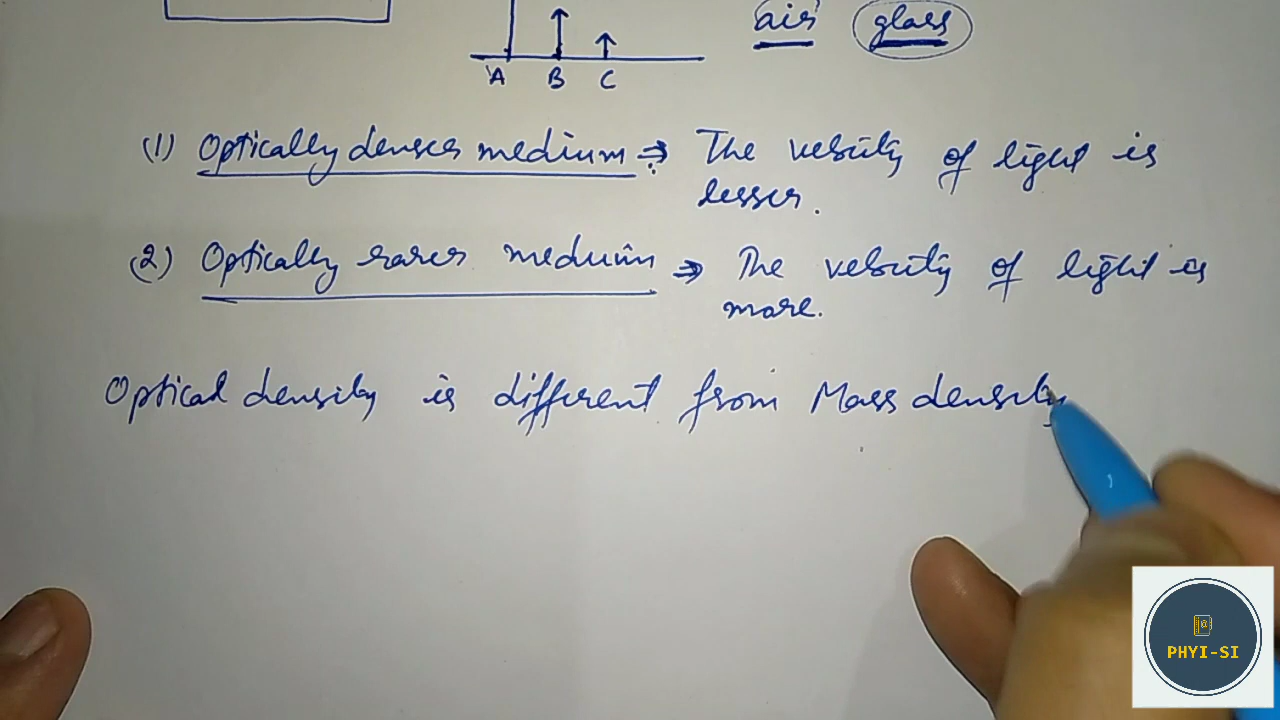 air glass
A B C
(1) Optically denser medium ⇒ The velocity of light is
lesser.
(2) Optically rarer medium ⇒ The velocity of light is
more.
Optical density is different from Mass density
PHYI-SI